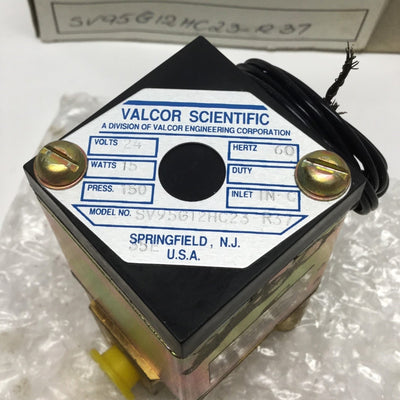 SV95G12HC23-R37
VALCOR SCIENTIFIC
A DIVISION OF VALCOR ENGINEERING CORPORATION
VOLTS 24 HERTZ 60
WATTS 15 DUTY
PRESS. 150 INLET IN-C
MODEL NO. SV95G12HC23-R37
SPRINGFIELD, N.J.
U.S.A.